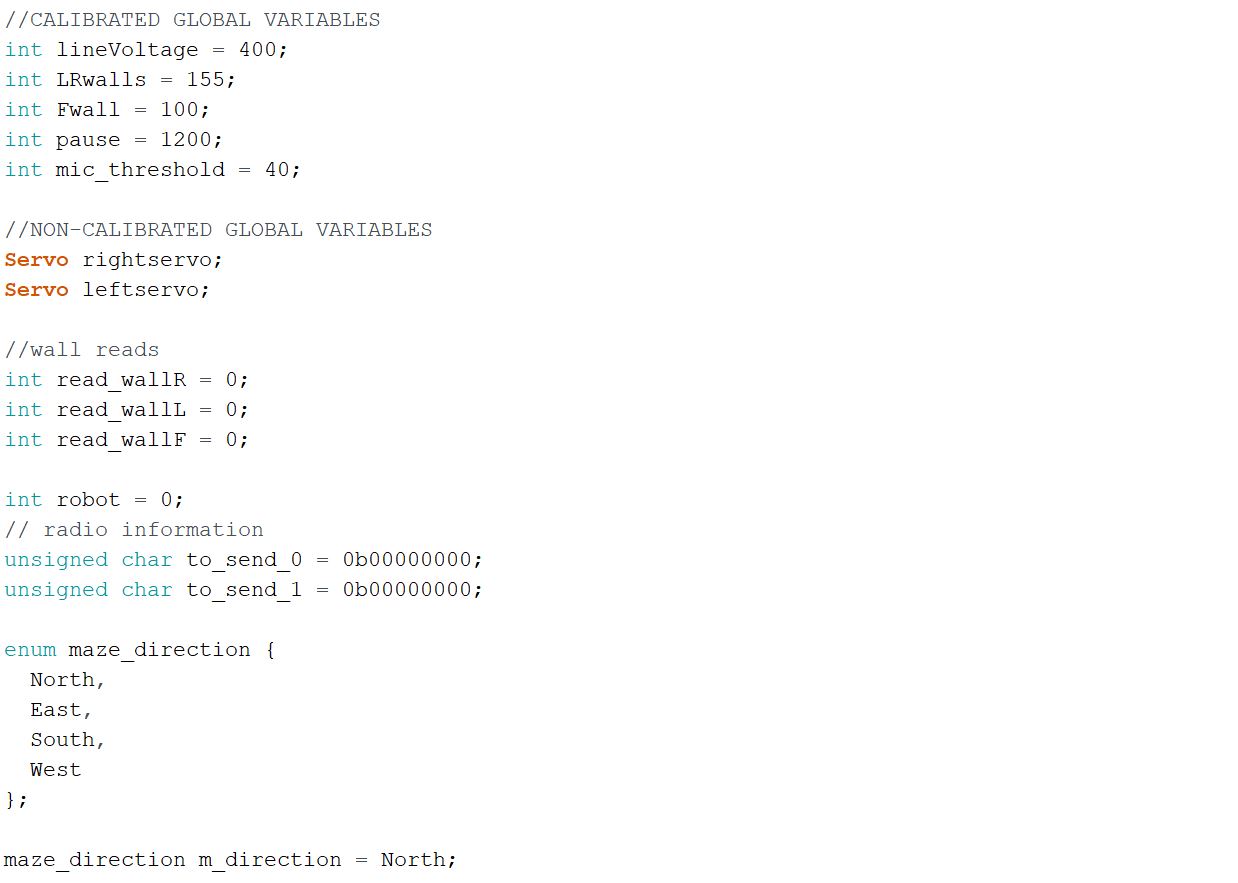 //CALIBRATED GLOBAL VARIABLES
int lineVoltage = 400;
int LRwalls = 155;
int Fwall = 100;
int pause = 1200;
int mic_threshold = 40;

//NON-CALIBRATED GLOBAL VARIABLES
Servo rightservo;
Servo leftservo;

//wall reads
int read_wallR = 0;
int read_wallL = 0;
int read_wallF = 0;

int robot = 0;
// radio information
unsigned char to_send_0 = 0b00000000;
unsigned char to_send_1 = 0b00000000;

enum maze_direction {
  North,
  East,
  South,
  West
};

maze_direction m_direction = North;